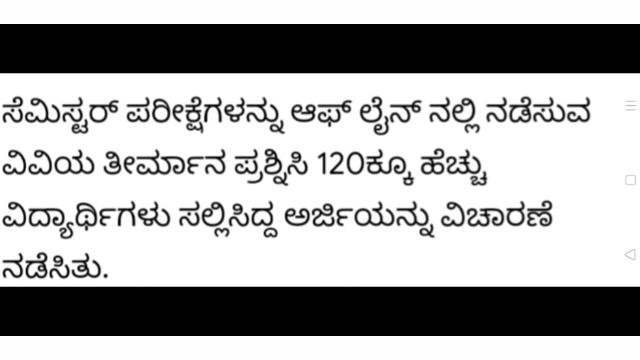 ಸೆಮಿಸ್ಟರ್ ಪರೀಕ್ಷೆಗಳನ್ನು ಆಫ್ ಲೈನ್ ನಲ್ಲಿ ನಡೆಸುವ
ವಿವಿಯ ತೀರ್ಮಾನ ಪ್ರಶ್ನಿಸಿ 120ಕ್ಕೂ ಹೆಚ್ಚು
ವಿದ್ಯಾರ್ಥಿಗಳು ಸಲ್ಲಿಸಿದ್ದ ಅರ್ಜಿಯನ್ನು ವಿಚಾರಣೆ
ನಡೆಸಿತು.